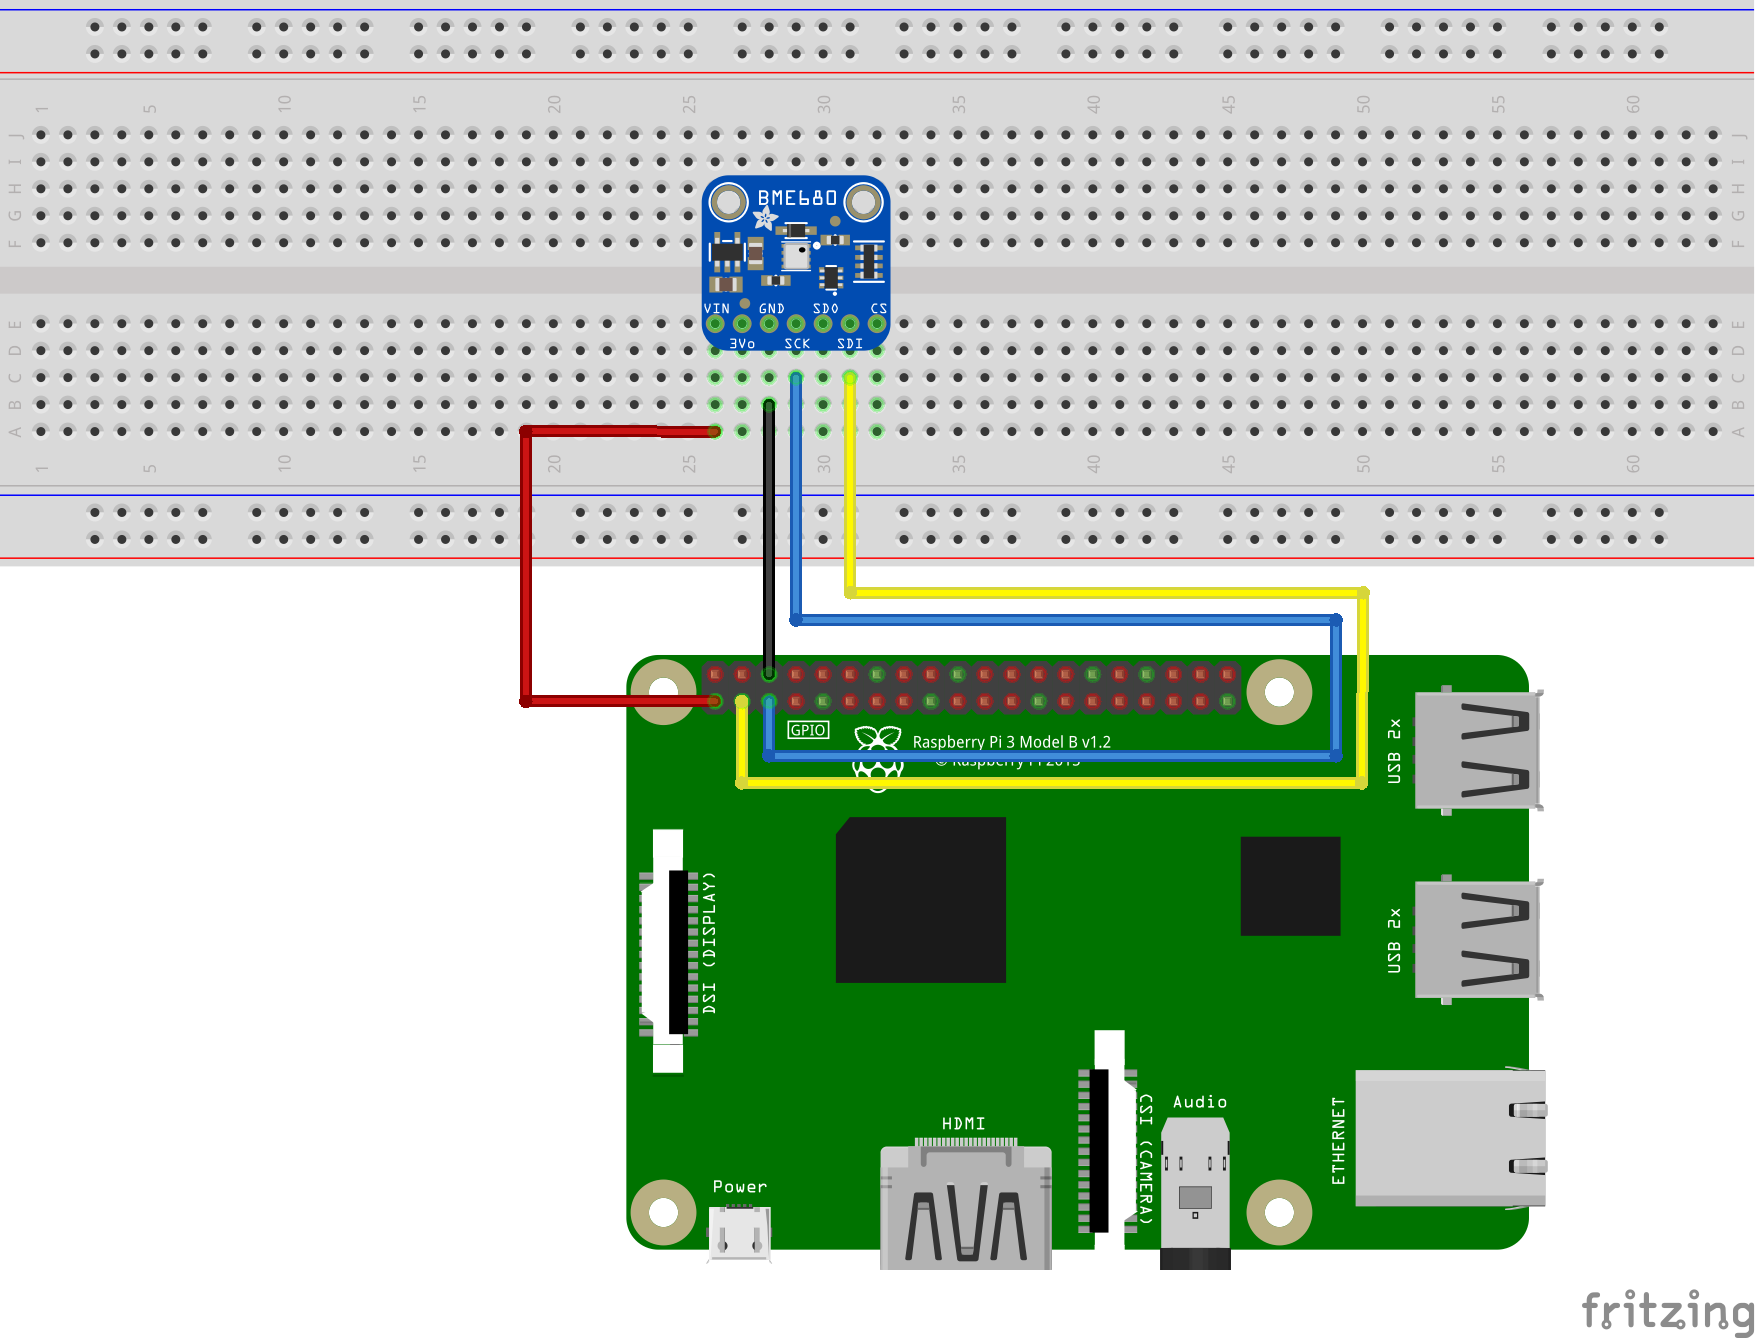 1 5 10 15 20 25 30 35 40 45 50 55 60
J J
I I
H H
G G
F F
BME680
VIN GND SDO CS
3Vo SCK SDI
E E
D D
C C
B B
A A
1 5 10 15 20 25 30 35 40 45 50 55 60
GPIO
Raspberry Pi 3 Model B v1.2
© Raspberry Pi 2015
USB 2x
DSI (DISPLAY)
USB 2x
HDMI
CSI (CAMERA)
Audio
ETHERNET
Power
fritzing